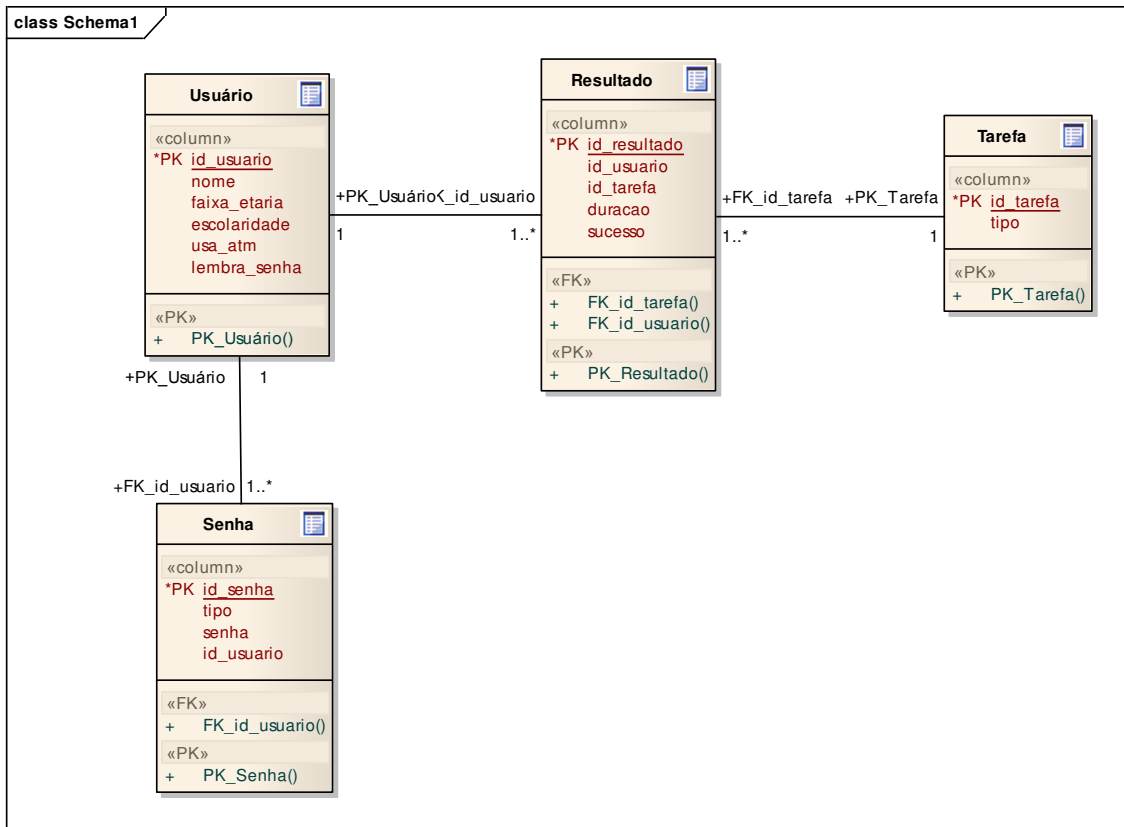 class Schema1
Usuário
«column»
*PK id_usuario
nome
faixa_etaria
escolaridade
usa_atm
lembra_senha
«PK»
+ PK_Usuário()
+PK_Usuário
_id_usuario
1
1..*
Resultado
«column»
*PK id_resultado
id_usuario
id_tarefa
duracao
sucesso
«FK»
+ FK_id_tarefa()
+ FK_id_usuario()
«PK»
+ PK_Resultado()
+FK_id_tarefa
+PK_Tarefa
1..*
1
Tarefa
«column»
*PK id_tarefa
tipo
«PK»
+ PK_Tarefa()
+PK_Usuário
1
+FK_id_usuario
1..*
Senha
«column»
*PK id_senha
tipo
senha
id_usuario
«FK»
+ FK_id_usuario()
«PK»
+ PK_Senha()